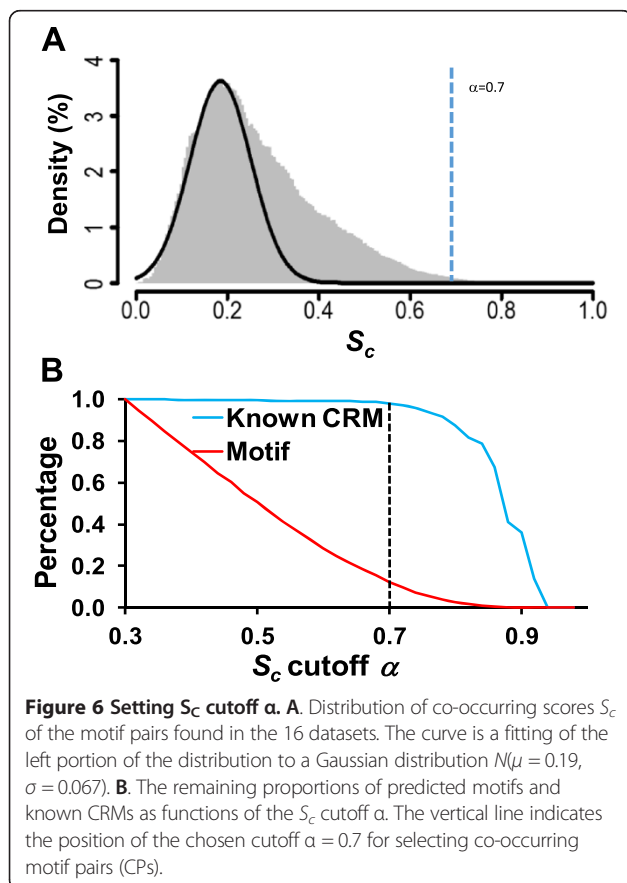 A
Density (%)
4
3
2
1
0
α=0.7
0.0 0.2 0.4 0.6 0.8 1.0
Sc
B
Percentage
1.0
0.8
0.6
0.4
0.2
0.0
Known CRM
Motif
0.3 0.5 0.7 0.9
Sc cutoff α
Figure 6 Setting SC cutoff α. A. Distribution of co-occurring scores Sc
of the motif pairs found in the 16 datasets. The curve is a fitting of the
left portion of the distribution to a Gaussian distribution N(μ = 0.19,
σ = 0.067). B. The remaining proportions of predicted motifs and
known CRMs as functions of the Sc cutoff α. The vertical line indicates
the position of the chosen cutoff α = 0.7 for selecting co-occurring
motif pairs (CPs).